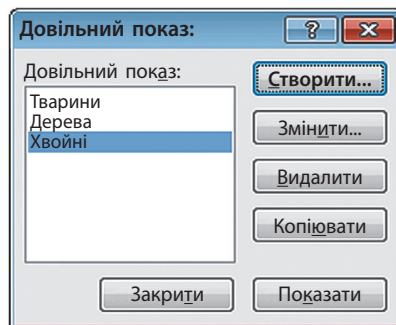 Довільний показ:
Довільний показ:
Тварини
Дерева
Хвойні
Створити...
Змінити...
Видалити
Копіювати
Закрити
Показати